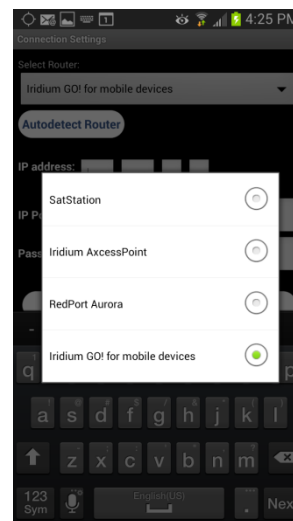 1
4:25 PM
Connection Settings
Select Router:
Iridium GO! for mobile devices
Autodetect Router
IP address:
SatStation
IP P
Iridium AxcessPoint
Pass
RedPort Aurora
Iridium GO! for mobile devices
q
p
a s d f g h j k l
z x c v b n m
123
Sym
English(US)
.
Nex